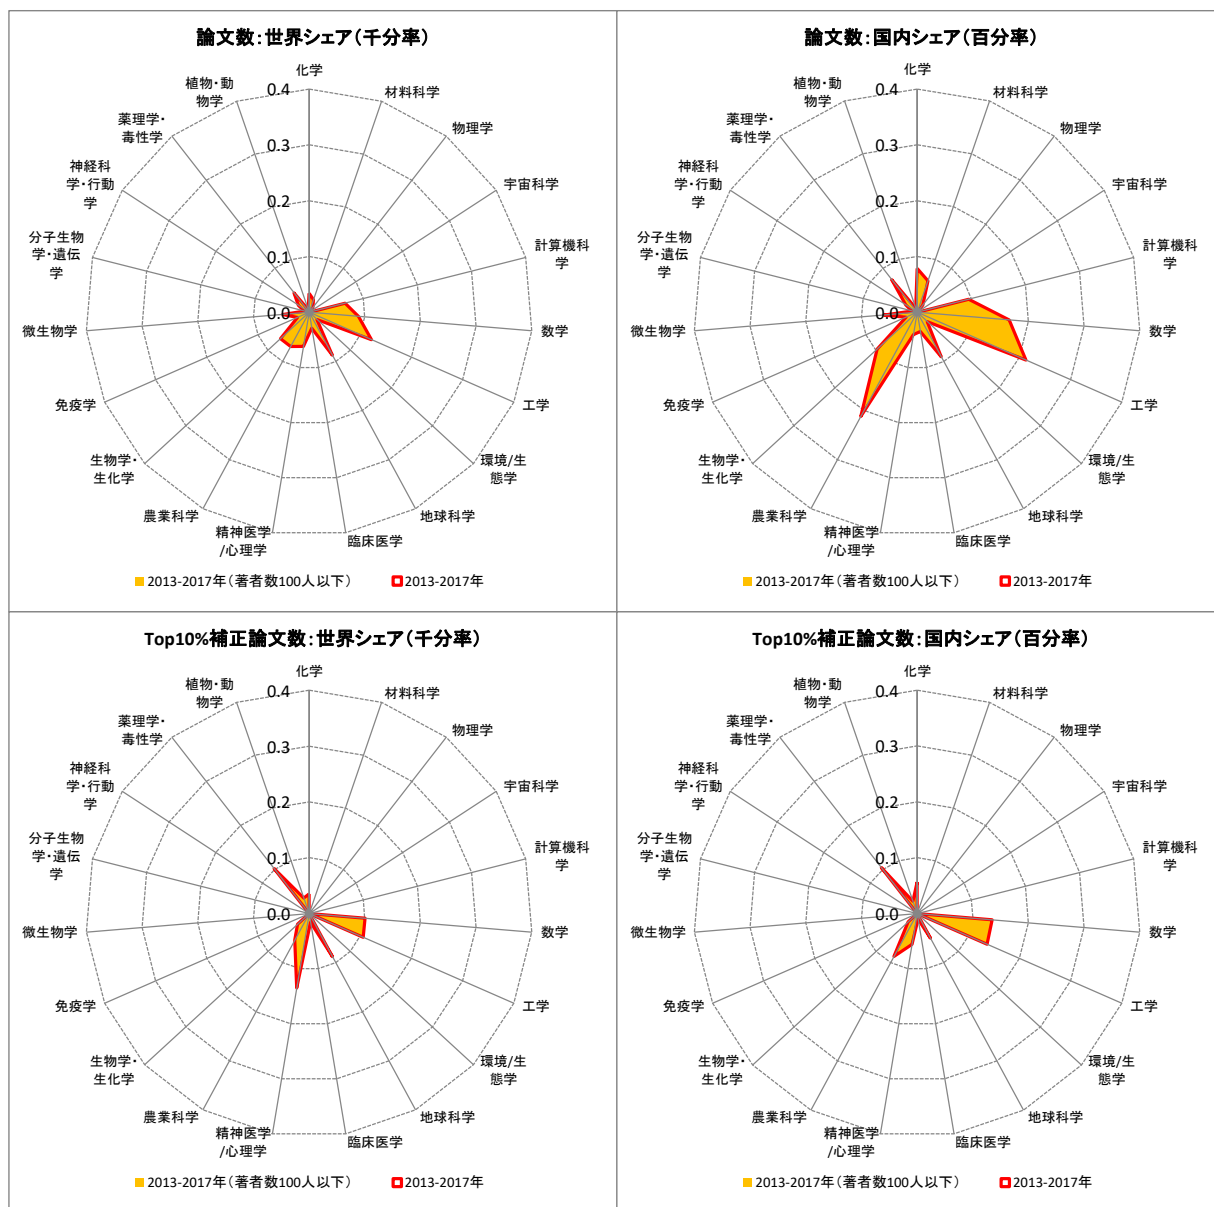 論文数:世界シェア(千分率)
化学
材料科学
物理学
宇宙科学
計算機科
学
数学
工学
環境/生
態学
地球科学
臨床医学
精神医学
/心理学
農業科学
生物学・
生化学
免疫学
微生物学
分子生物
学・遺伝
学
神経科
学・行動
学
薬理学・
毒性学
植物・動
物学
0.4
0.3
0.2
0.1
0.0
2013-2017年(著者数100人以下)
2013-2017年
論文数:国内シェア(百分率)
化学
材料科学
物理学
宇宙科学
計算機科
学
数学
工学
環境/生
態学
地球科学
臨床医学
精神医学
/心理学
農業科学
生物学・
生化学
免疫学
微生物学
分子生物
学・遺伝
学
神経科
学・行動
学
薬理学・
毒性学
植物・動
物学
0.4
0.3
0.2
0.1
0.0
2013-2017年(著者数100人以下)
2013-2017年
Top10%補正論文数:世界シェア(千分率)
化学
材料科学
物理学
宇宙科学
計算機科
学
数学
工学
環境/生
態学
地球科学
臨床医学
精神医学
/心理学
農業科学
生物学・
生化学
免疫学
微生物学
分子生物
学・遺伝
学
神経科
学・行動
学
薬理学・
毒性学
植物・動
物学
0.4
0.3
0.2
0.1
0.0
2013-2017年(著者数100人以下)
2013-2017年
Top10%補正論文数:国内シェア(百分率)
化学
材料科学
物理学
宇宙科学
計算機科
学
数学
工学
環境/生
態学
地球科学
臨床医学
精神医学
/心理学
農業科学
生物学・
生化学
免疫学
微生物学
分子生物
学・遺伝
学
神経科
学・行動
学
薬理学・
毒性学
植物・動
物学
0.4
0.3
0.2
0.1
0.0
2013-2017年(著者数100人以下)
2013-2017年